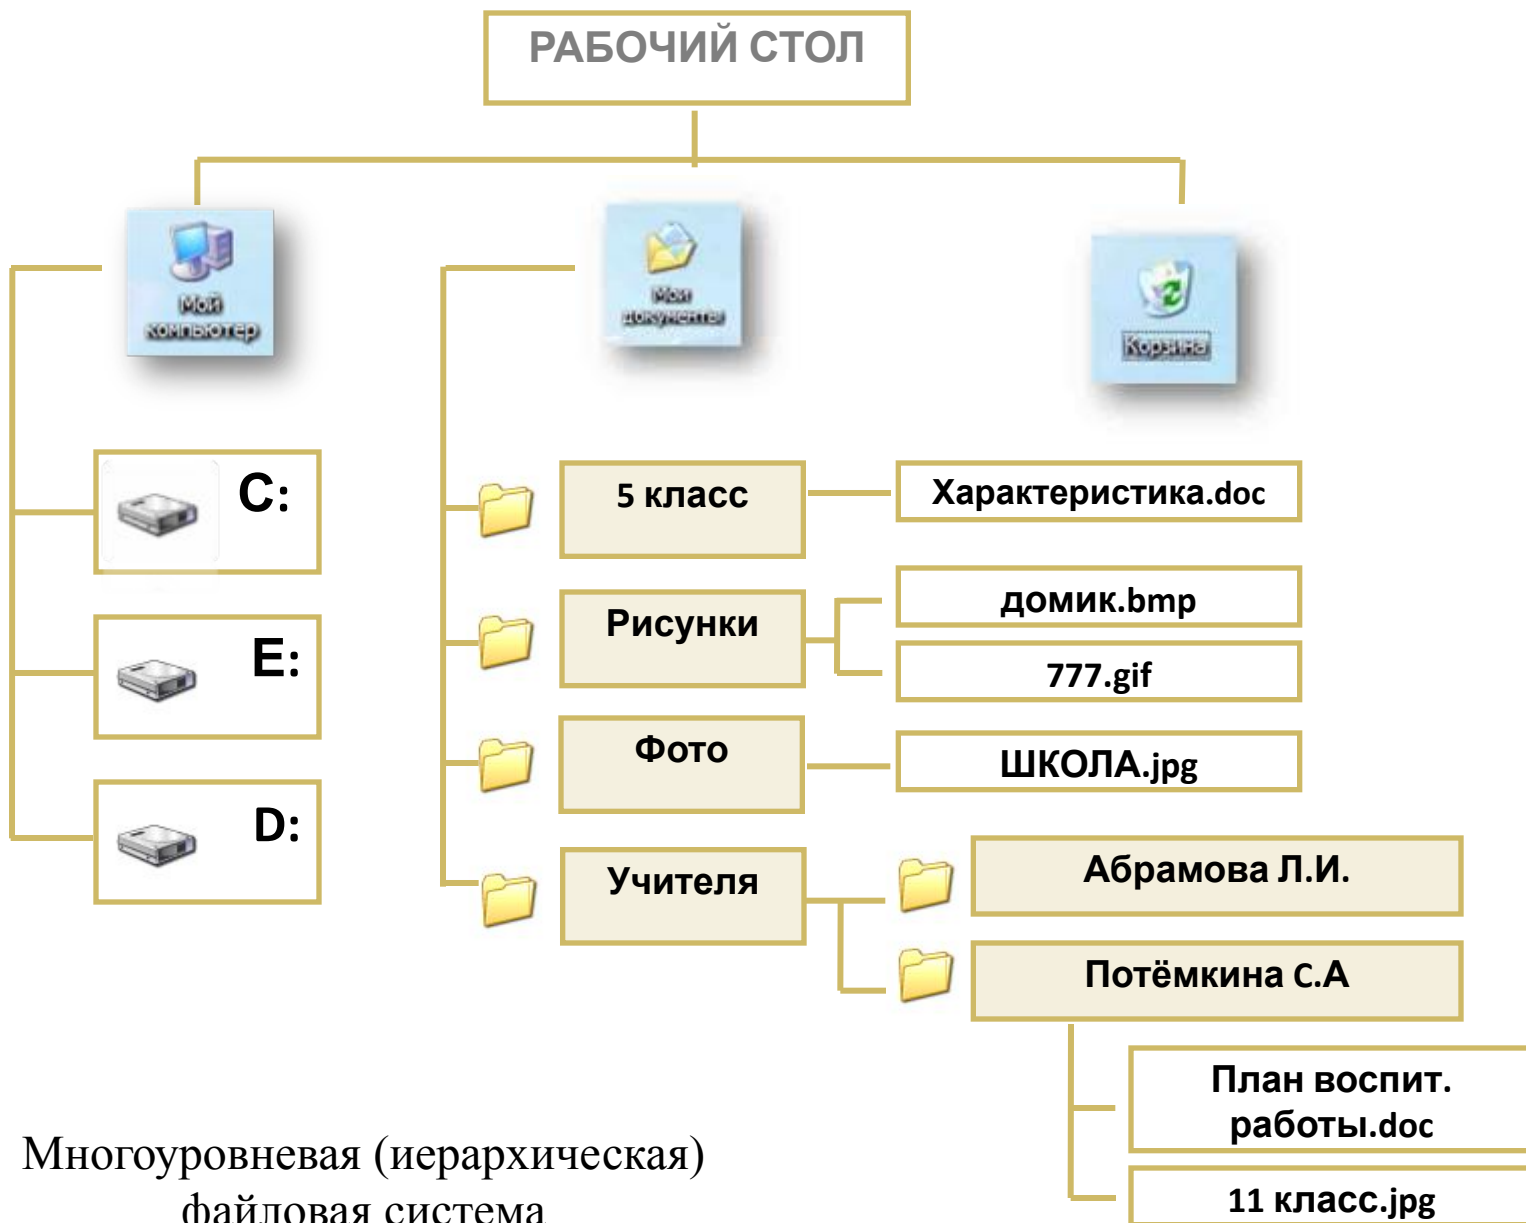 РАБОЧИЙ СТОЛ
Мой
компьютер
Мои
документы
Корзина
C:
E:
D:
5 класс
Характеристика.doc
Рисунки
домик.bmp
777.gif
Фото
ШКОЛА.jpg
Учителя
Абрамова Л.И.
Потёмкина С.А
План воспит.
работы.doc
11 класс.jpg
Многоуровневая (иерархическая)
файловая система